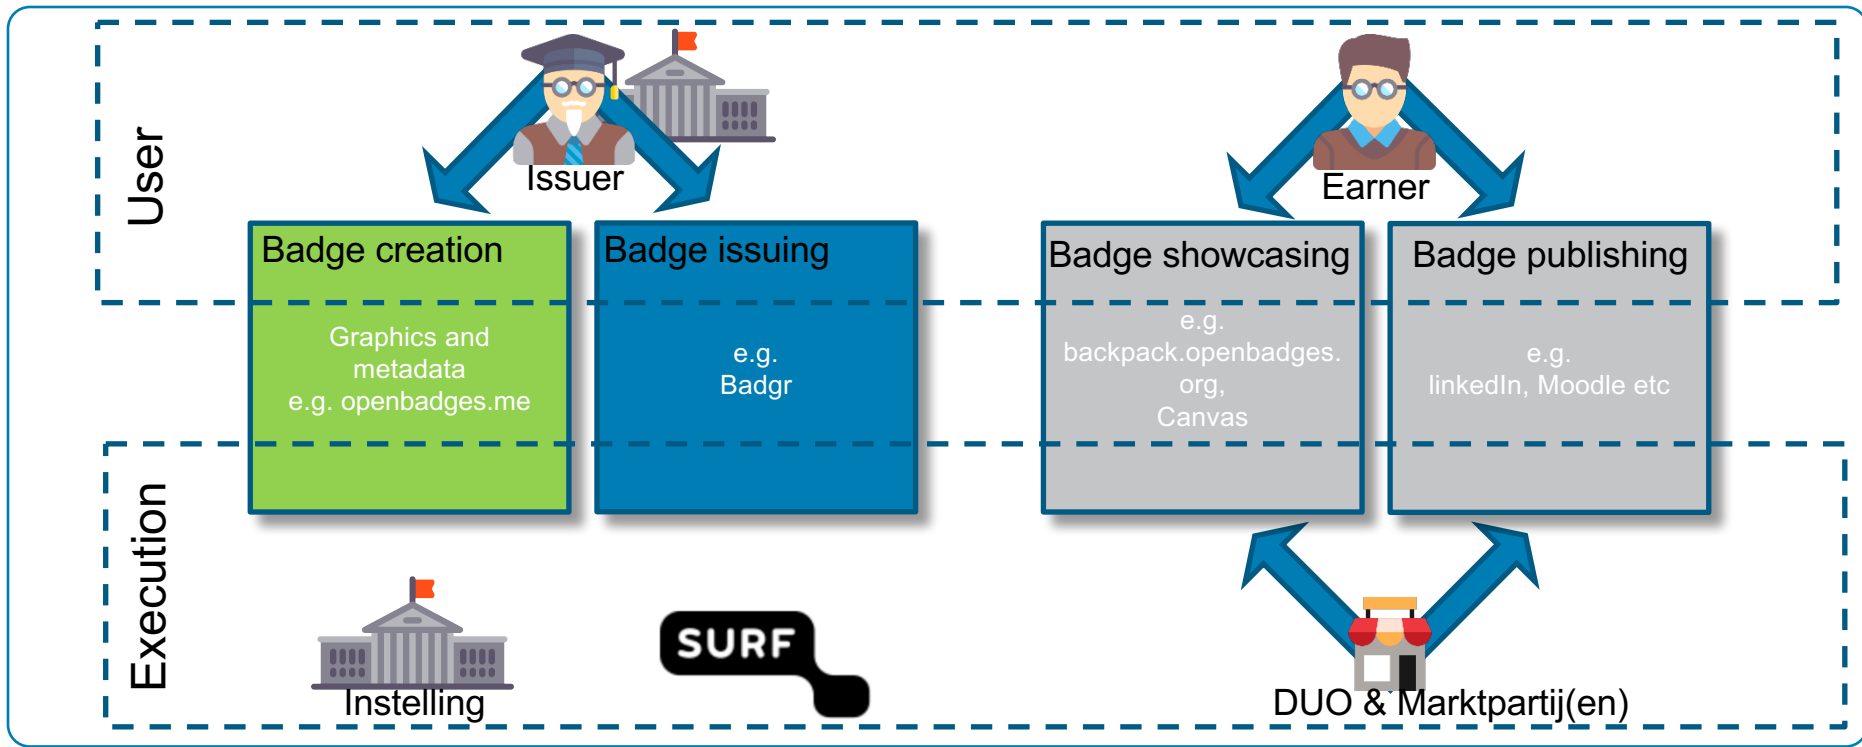 User
Issuer
Earner
Badge creation
Graphics and
metadata
e.g. openbadges.me
Badge issuing
e.g.
Badgr
Badge showcasing
e.g.
backpack.openbadges.
org,
Canvas
Badge publishing
e.g.
linkedIn, Moodle etc
Execution
Instelling
SURF
DUO & Marktpartij(en)